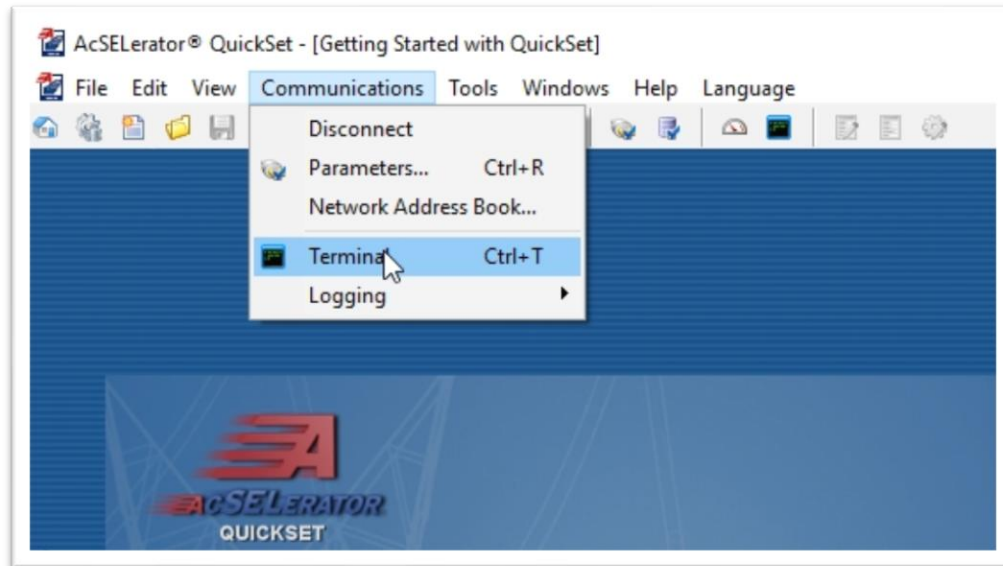 AcSELerator® QuickSet - [Getting Started with QuickSet]
File Edit View Communications Tools Windows Help Language
Disconnect
Parameters... Ctrl+R
Network Address Book...
Terminal Ctrl+T
Logging
ACSELERATOR
QUICKSET